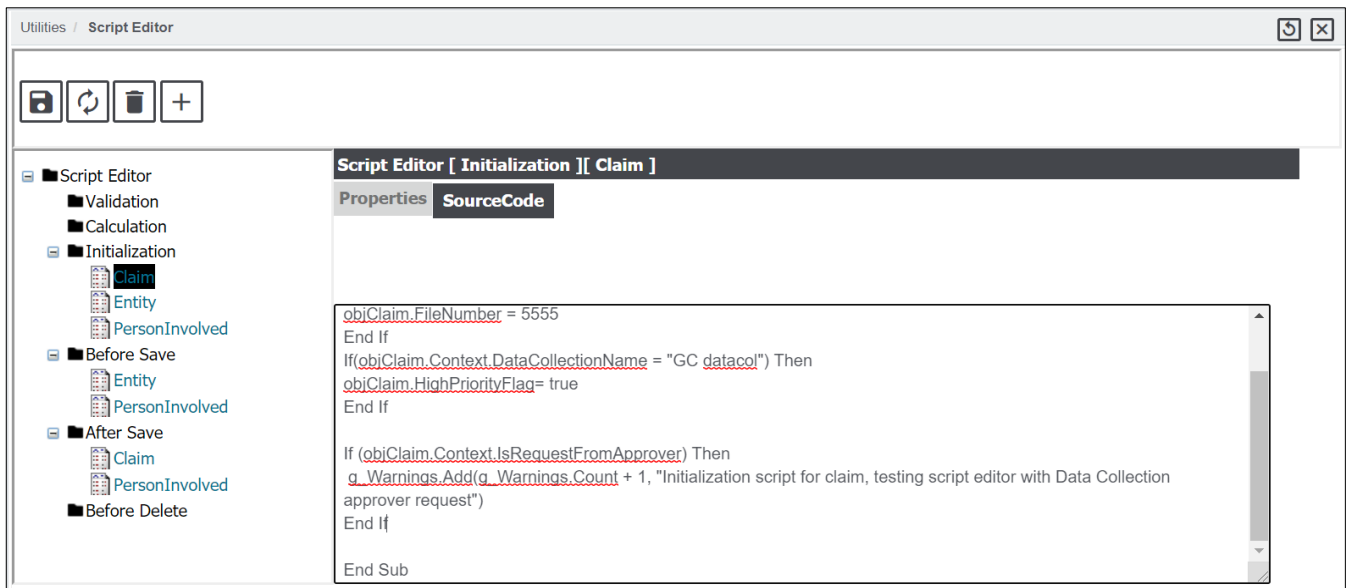 Utilities / Script Editor
Script Editor
Validation
Calculation
Initialization
Claim
Entity
PersonInvolved
Before Save
Entity
PersonInvolved
After Save
Claim
PersonInvolved
Before Delete
Script Editor [ Initialization ][ Claim ]
Properties SourceCode
objClaim.FileNumber = 5555
End If
If(objClaim.Context.DataCollectionName = "GC datacol") Then
objClaim.HighPriorityFlag= true
End If
If (objClaim.Context.IsRequestFromApprover) Then
g_Warnings.Add(g_Warnings.Count + 1, "Initialization script for claim, testing script editor with Data Collection
approver request")
End If
End Sub